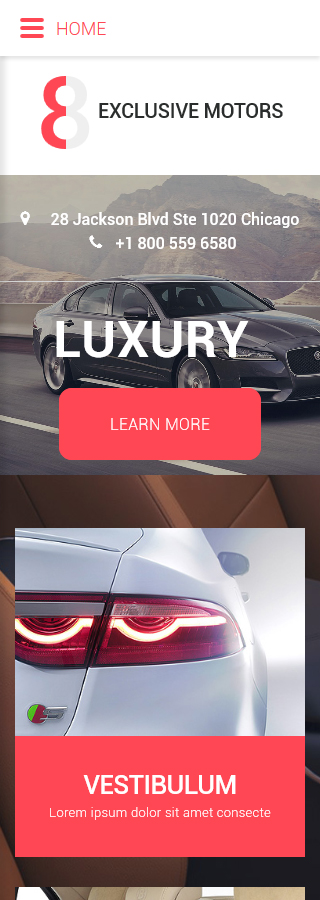 HOME
EXCLUSIVE MOTORS
28 Jackson Blvd Ste 1020 Chicago
+1 800 559 6580
LUXURY
LEARN MORE
VESTIBULUM
Lorem ipsum dolor sit amet consecte